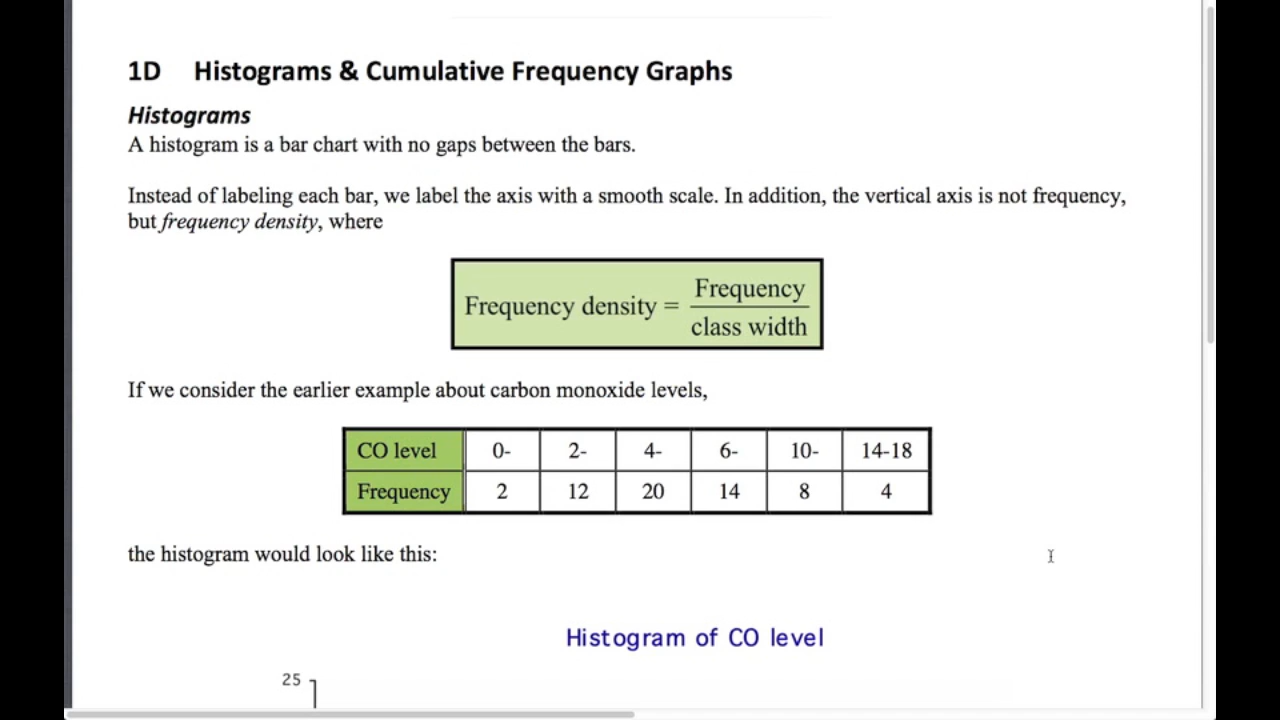 1D Histograms & Cumulative Frequency Graphs
Histograms
A histogram is a bar chart with no gaps between the bars.
Instead of labeling each bar, we label the axis with a smooth scale. In addition, the vertical axis is not frequency,
but frequency density, where
Frequency density = Frequency
class width
If we consider the earlier example about carbon monoxide levels,
CO level 0- 2- 4- 6- 10- 14-18
Frequency 2 12 20 14 8 4
the histogram would look like this:
Histogram of CO level
25